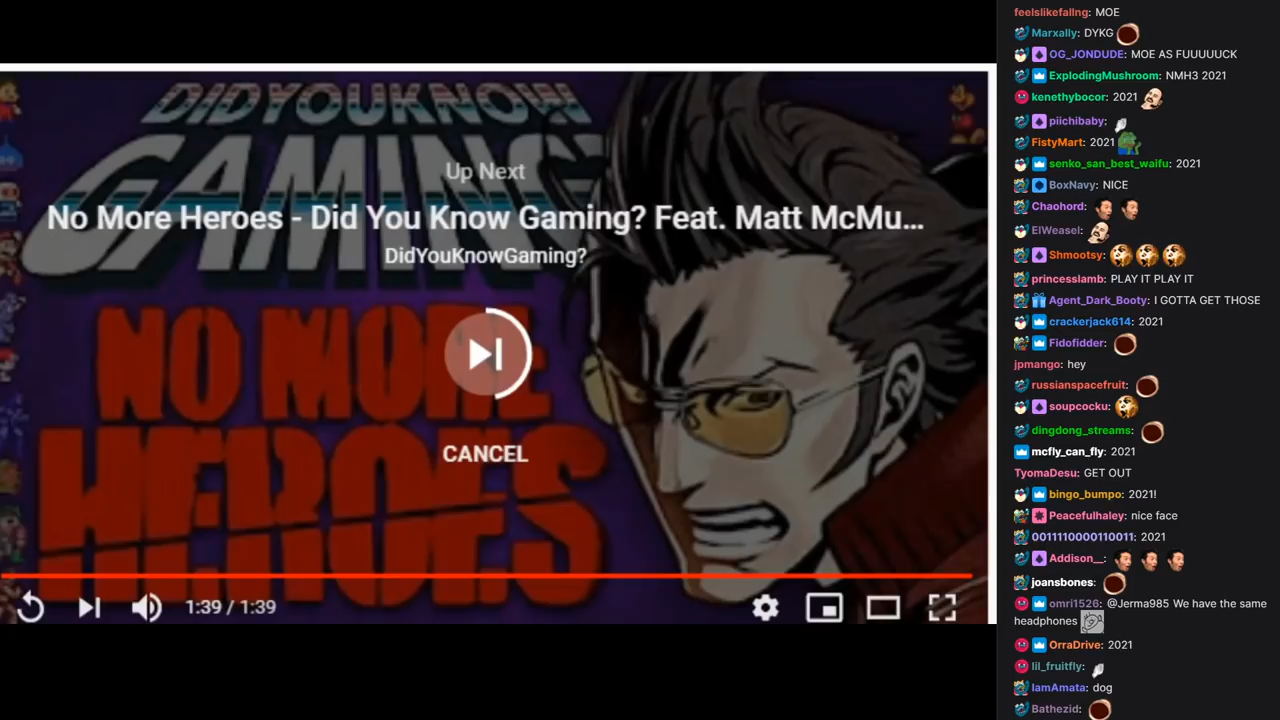 DIDYOUKNOW
GAMING?
Up Next
No More Heroes - Did You Know Gaming? Feat. Matt McMu...
DidYouKnowGaming?
NO MORE
HEROES
CANCEL
1:39 / 1:39
feelslikefallng: MOE
Marxally: DYKG
OG_JONDUDE: MOE AS FUUUUUCK
ExplodingMushroom: NMH3 2021
kenethybocor: 2021
piichibaby:
FistyMart: 2021
senko_san_best_waifu: 2021
BoxNavy: NICE
Chaohord:
ElWeasel:
Shmootsy:
princesslamb: PLAY IT PLAY IT
Agent_Dark_Booty: I GOTTA GET THOSE
crackerjack614: 2021
Fidofidder:
jpmango: hey
russianspacefruit:
soupcocku:
dingdong_streams:
mcfly_can_fly: 2021
TyomaDesu: GET OUT
bingo_bumpo: 2021!
Peacefulhaley: nice face
0011110000110011: 2021
Addison__:
joansbones:
omri1526: @Jerma985 We have the same
headphones
OrraDrive: 2021
lil_fruitfly:
IamAmata: dog
Bathezid: